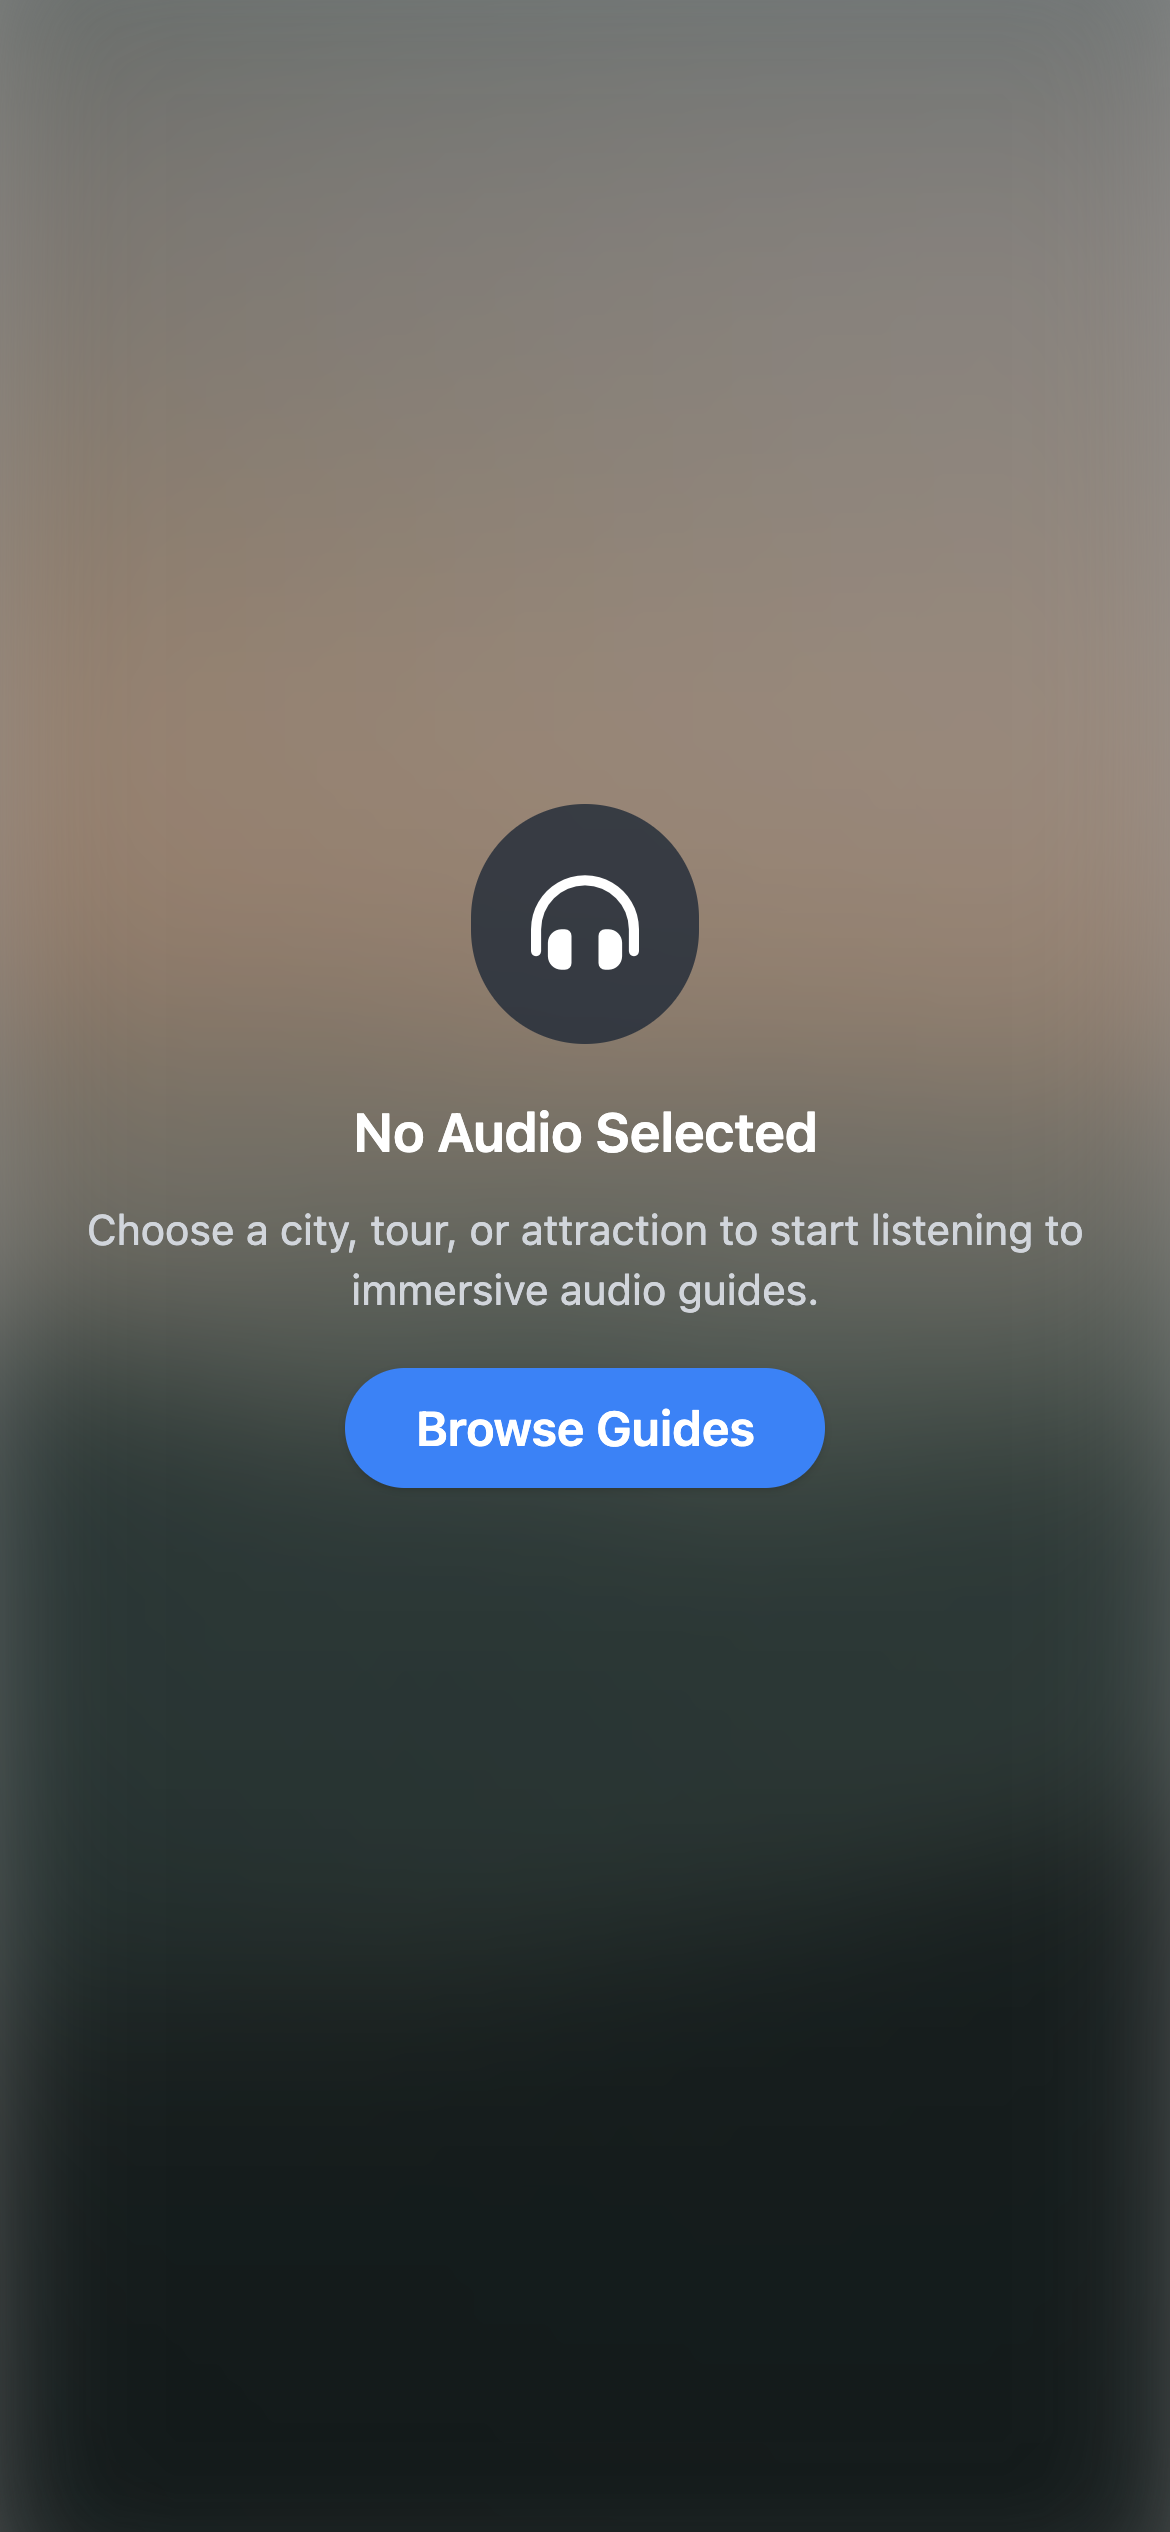 No Audio Selected
Choose a city, tour, or attraction to start listening to
immersive audio guides.
Browse Guides